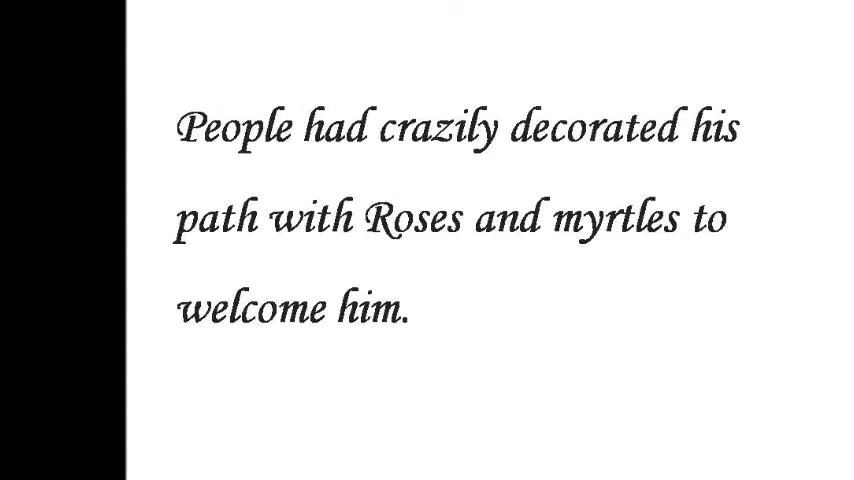 People had crazily decorated his
path with Roses and myrtles to
welcome him.